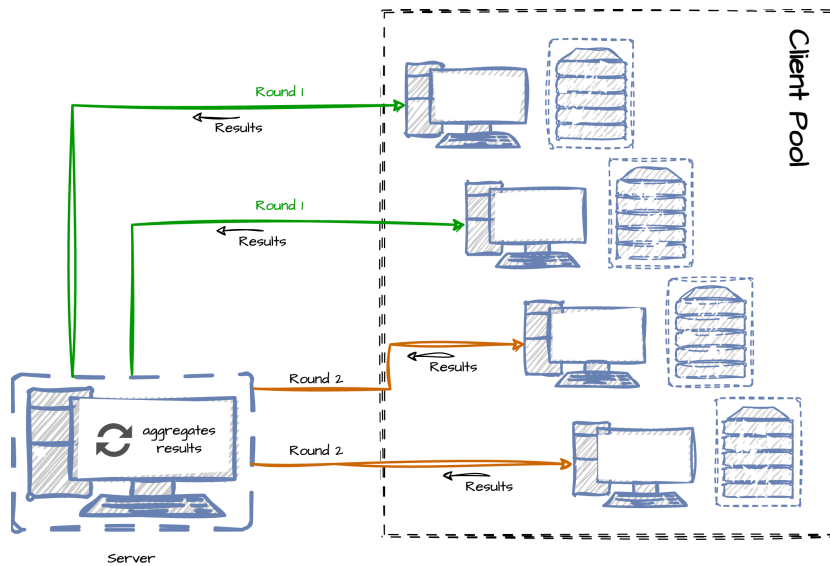 Client Pool
Round 1
Results
Round 1
Results
Results
Round 2
Round 2
Results
aggregates
results
Server